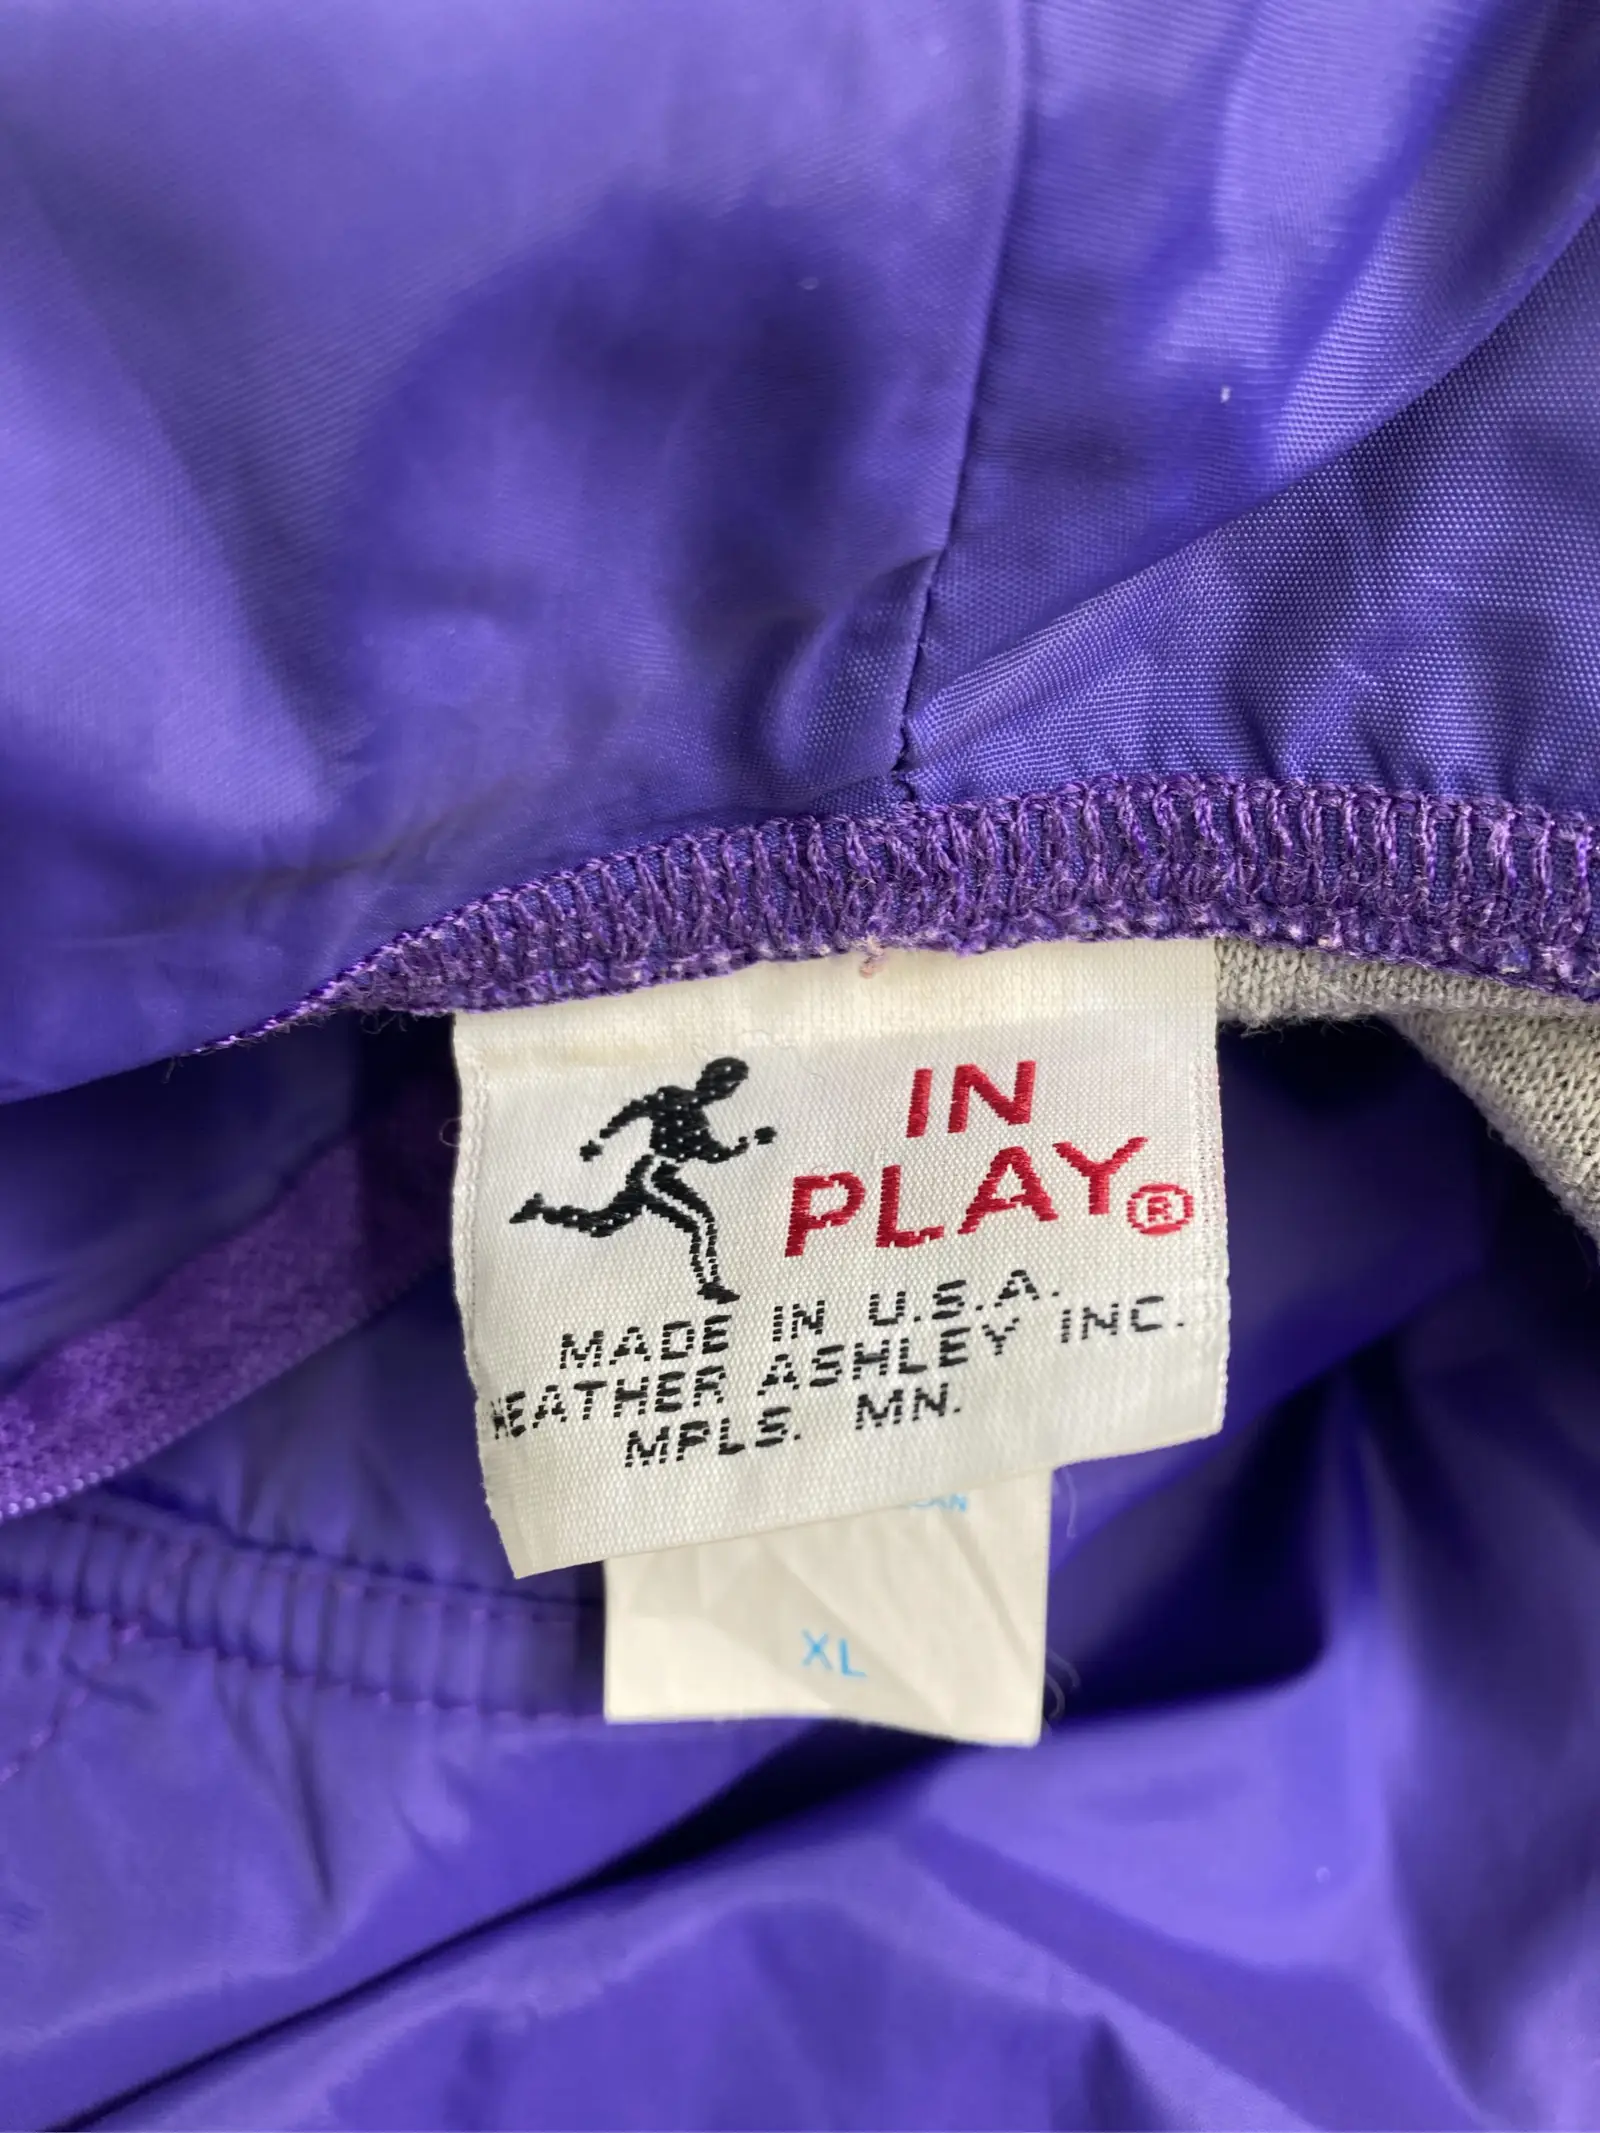 IN
PLAY®
MADE IN U.S.A.
HEATHER ASHLEY INC.
MPLS. MN.
XL